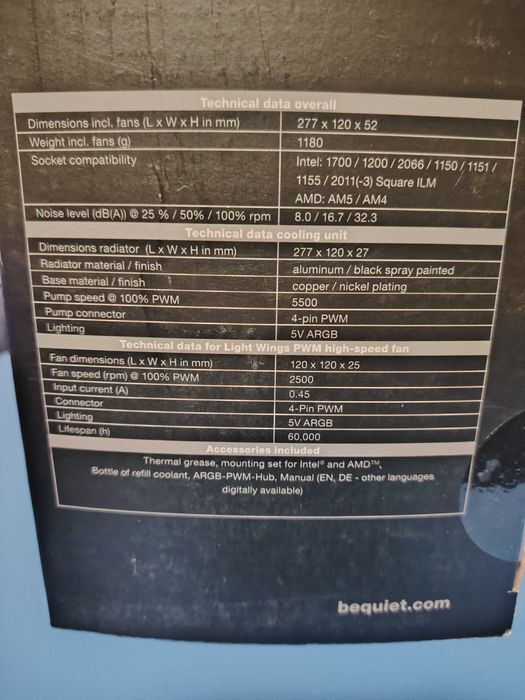 Technical data overall
Dimensions incl. fans (L x W x H in mm) 277 x 120 x 52
Weight incl. fans (g) 1180
Socket compatibility Intel: 1700 / 1200 / 2066 / 1150 / 1151 /
1155 / 2011(-3) Square ILM
AMD: AM5 / AM4
Noise level (dB(A)) @ 25 % / 50% / 100% rpm 8.0 / 16.7 / 32.3
Technical data cooling unit
Dimensions radiator (L x W x H in mm) 277 x 120 x 27
Radiator material / finish aluminum / black spray painted
Base material / finish copper / nickel plating
Pump speed @ 100% PWM 5500
Pump connector 4-pin PWM
Lighting 5V ARGB
Technical data for Light Wings PWM high-speed fan
Fan dimensions (L x W x H in mm) 120 x 120 x 25
Fan speed (rpm) @ 100% PWM 2500
Input current (A) 0.45
Connector 4-Pin PWM
Lighting 5V ARGB
Lifespan (h) 60,000
Accessories included
Thermal grease, mounting set for Intel® and AMD™,
Bottle of refill coolant, ARGB-PWM-Hub, Manual (EN, DE - other languages
digitally available)
bequiet.com